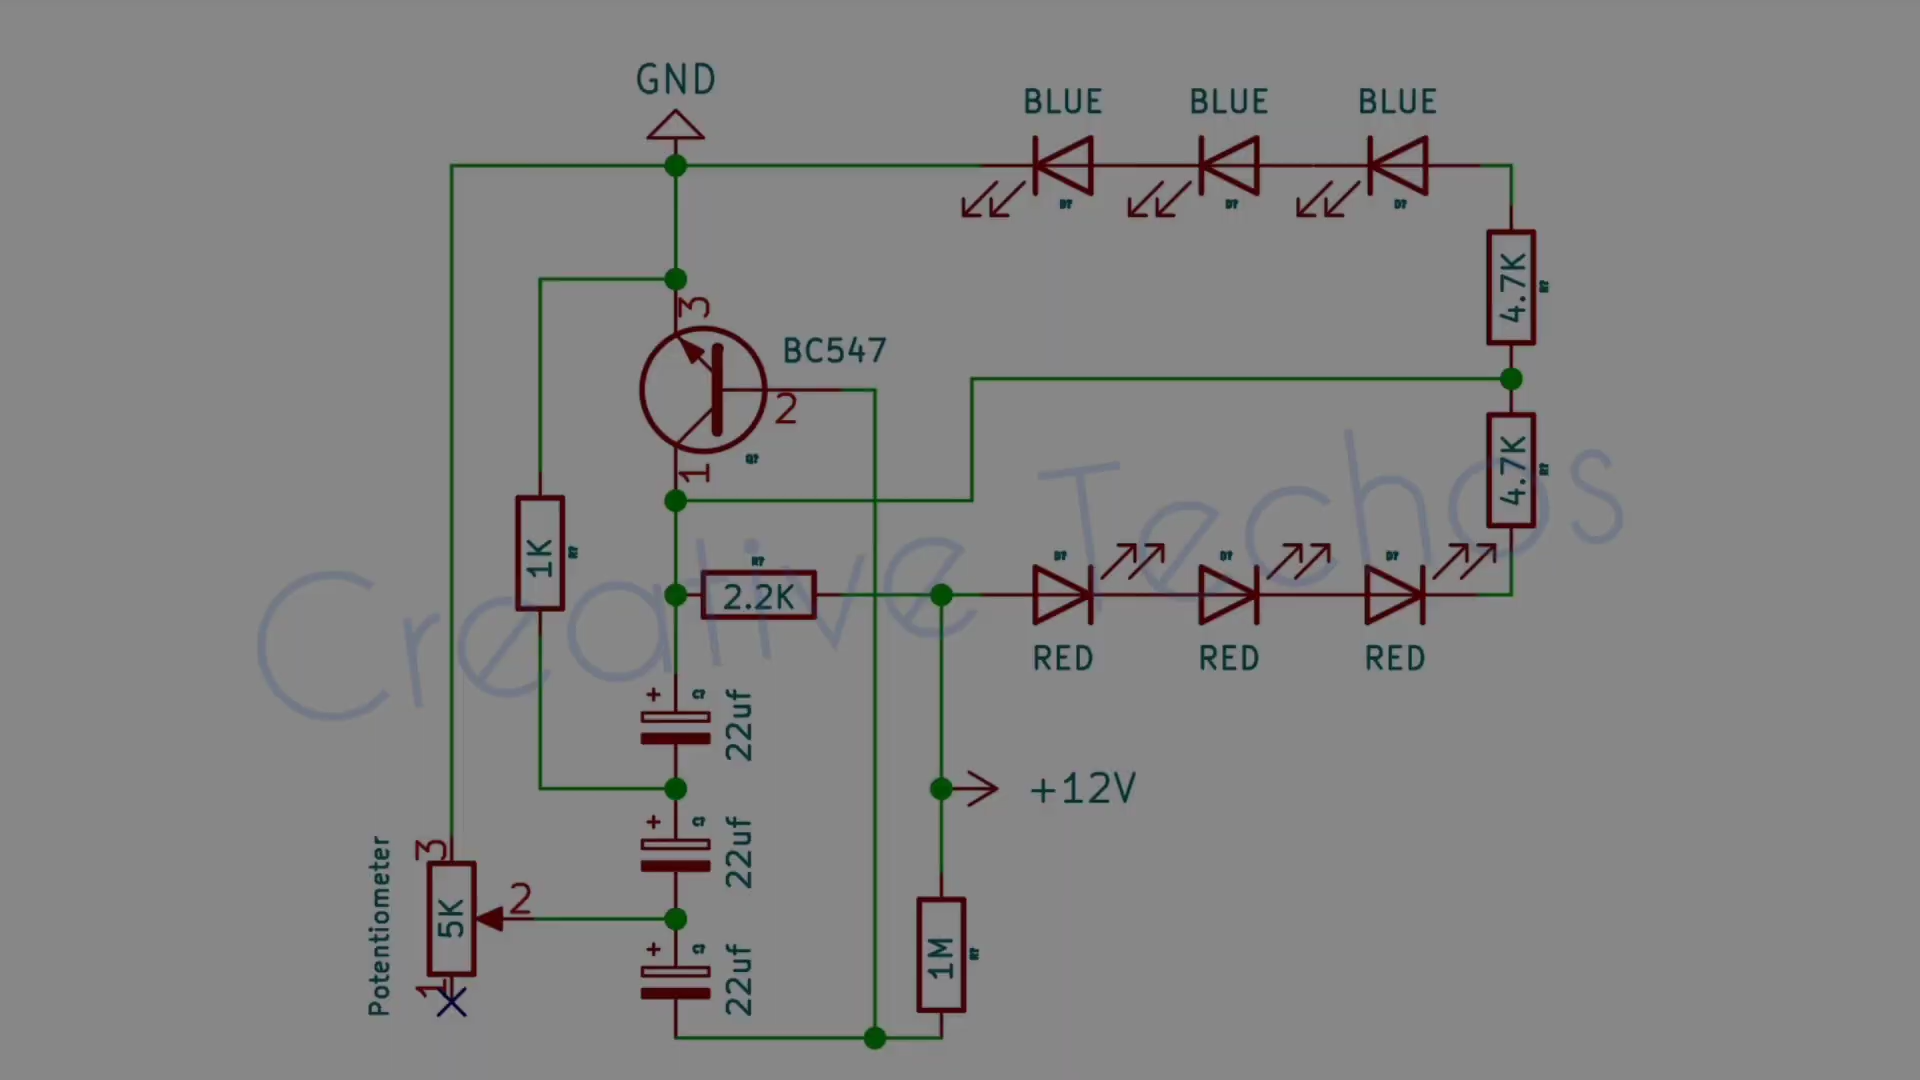 GND
BLUE BLUE BLUE
D? D? D?
4.7K
R?
3
BC547
2
Q?
1
4.7K
R?
1K
R?
R?
2.2K
D? D? D?
RED RED RED
Creative Techos
+ C?
22uf
+12V
+ C?
22uf
Potentiometer
3
5K
2
1
+ C?
22uf
1M
R?